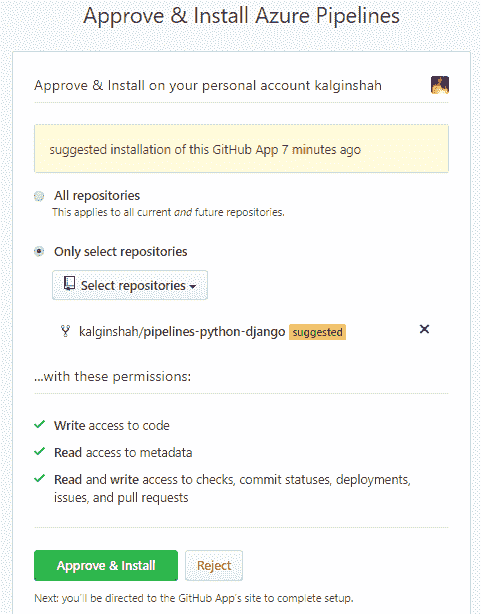 Approve & Install Azure Pipelines
Approve & Install on your personal account kalginshah
suggested installation of this GitHub App 7 minutes ago
All repositories
This applies to all current and future repositories.
Only select repositories
Select repositories
kalginshah/pipelines-python-django suggested
...with these permissions:
Write access to code
Read access to metadata
Read and write access to checks, commit statuses, deployments,
issues, and pull requests
Approve & Install Reject
Next: you'll be directed to the GitHub App's site to complete setup.